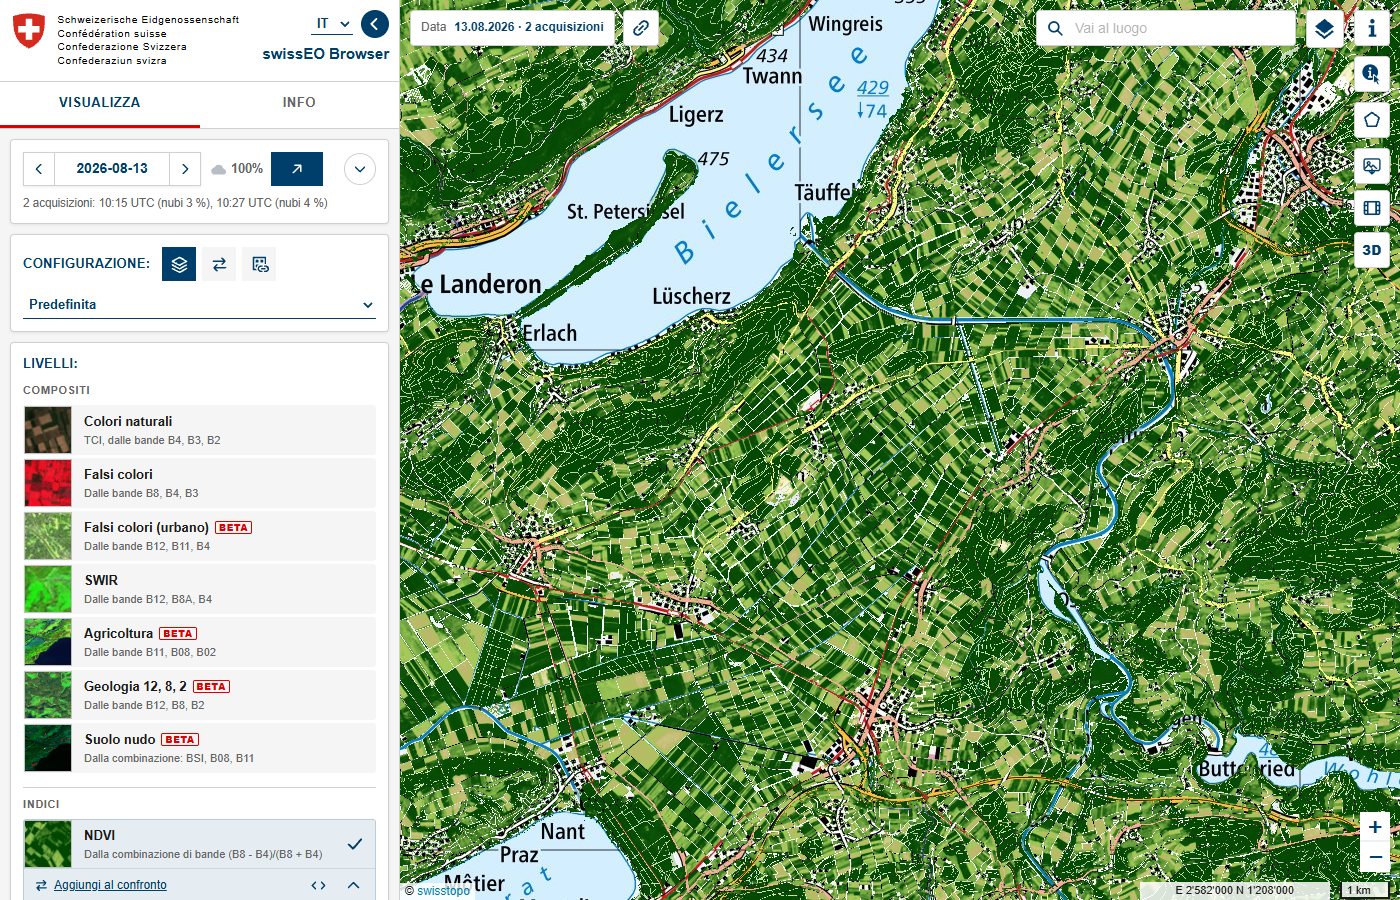 Schweizerische Eidgenossenschaft
Confédération suisse
Confederazione Svizzera
Confederaziun svizra
IT
swissEO Browser
VISUALIZZA
INFO
2026-08-13
100%
2 acquisizioni: 10:15 UTC (nubi 3 %), 10:27 UTC (nubi 4 %)
CONFIGURAZIONE:
Predefinita
LIVELLI:
COMPOSITI
Colori naturali
TCI, dalle bande B4, B3, B2
Falsi colori
Dalle bande B8, B4, B3
Falsi colori (urbano) BETA
Dalle bande B12, B11, B4
SWIR
Dalle bande B12, B8A, B4
Agricoltura BETA
Dalle bande B11, B08, B02
Geologia 12, 8, 2 BETA
Dalle bande B12, B8, B2
Suolo nudo BETA
Dalla combinazione: BSI, B08, B11
INDICI
NDVI
Dalla combinazione di bande (B8 - B4)/(B8 + B4)
Aggiungi al confronto
Data 13.08.2026 · 2 acquisizioni
Vai al luogo
3D
Wingreis
434
Twann
429
74
Ligerz
475
Täuffel
St. Petersinsel
Bielersee
Le Landeron
Lüscherz
Erlach
Buttenried
Nant
Praz
Môtier
© swisstopo
E 2'582'000 N 1'208'000
1 km